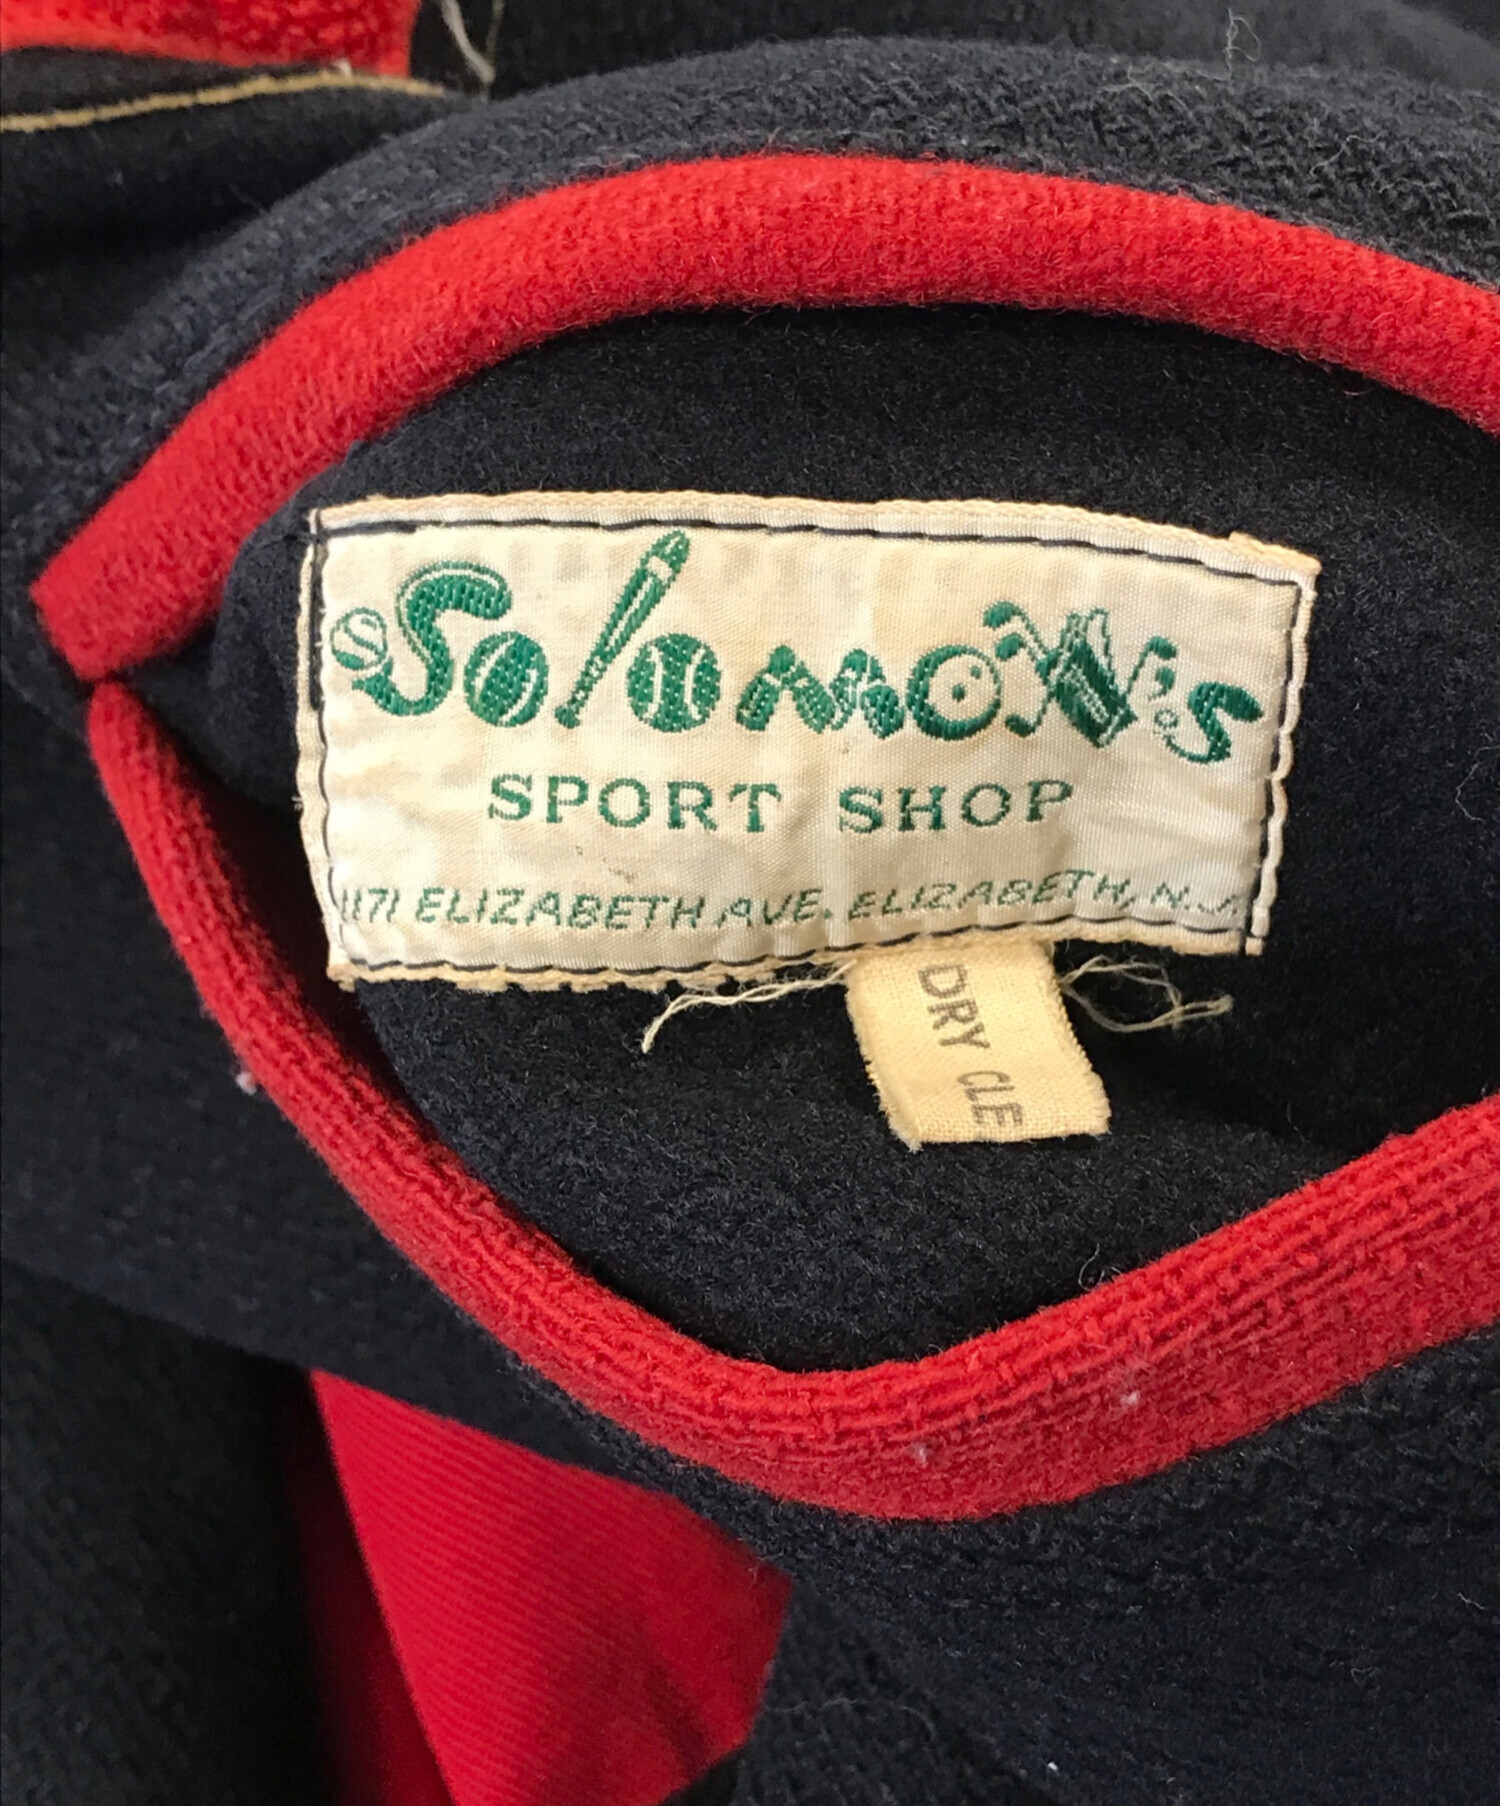 Solomon's
SPORT SHOP
1171 ELIZABETH AVE. ELIZABETH, N.J.
DRY CLE